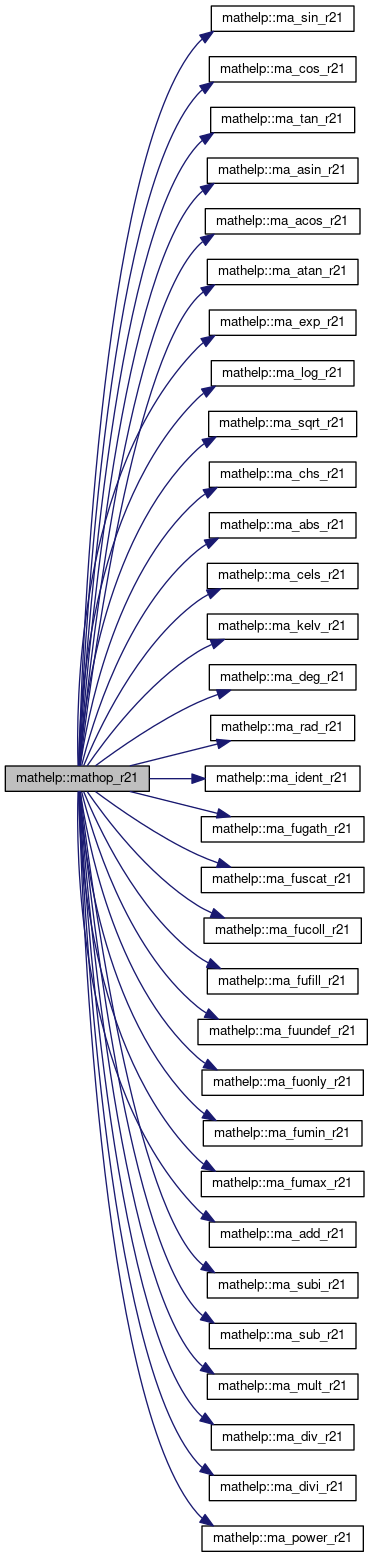 mathelp::ma_sin_r21
mathelp::ma_cos_r21
mathelp::ma_tan_r21
mathelp::ma_asin_r21
mathelp::ma_acos_r21
mathelp::ma_atan_r21
mathelp::ma_exp_r21
mathelp::ma_log_r21
mathelp::ma_sqrt_r21
mathelp::ma_chs_r21
mathelp::ma_abs_r21
mathelp::ma_cels_r21
mathelp::ma_kelv_r21
mathelp::ma_deg_r21
mathelp::ma_rad_r21
mathelp::mathop_r21
mathelp::ma_ident_r21
mathelp::ma_fugath_r21
mathelp::ma_fuscat_r21
mathelp::ma_fucoll_r21
mathelp::ma_fufill_r21
mathelp::ma_fuundef_r21
mathelp::ma_fuonly_r21
mathelp::ma_fumin_r21
mathelp::ma_fumax_r21
mathelp::ma_add_r21
mathelp::ma_subi_r21
mathelp::ma_sub_r21
mathelp::ma_mult_r21
mathelp::ma_div_r21
mathelp::ma_divi_r21
mathelp::ma_power_r21